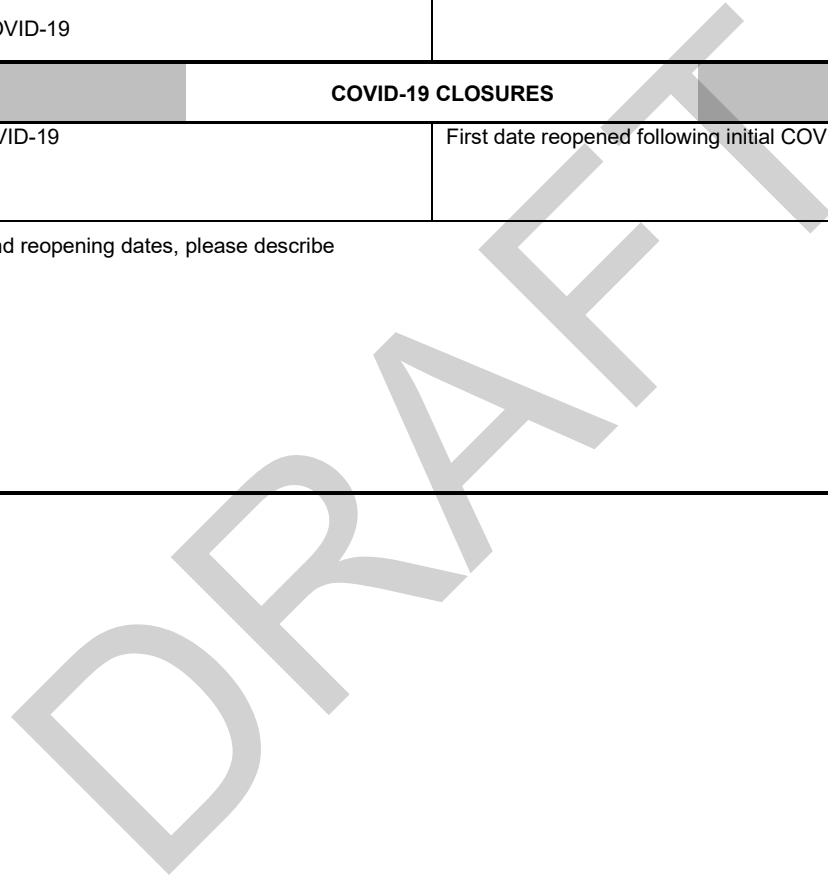 OVID-19
COVID-19 CLOSURES
VID-19
First date reopened following initial COV
nd reopening dates, please describe
DRAFT